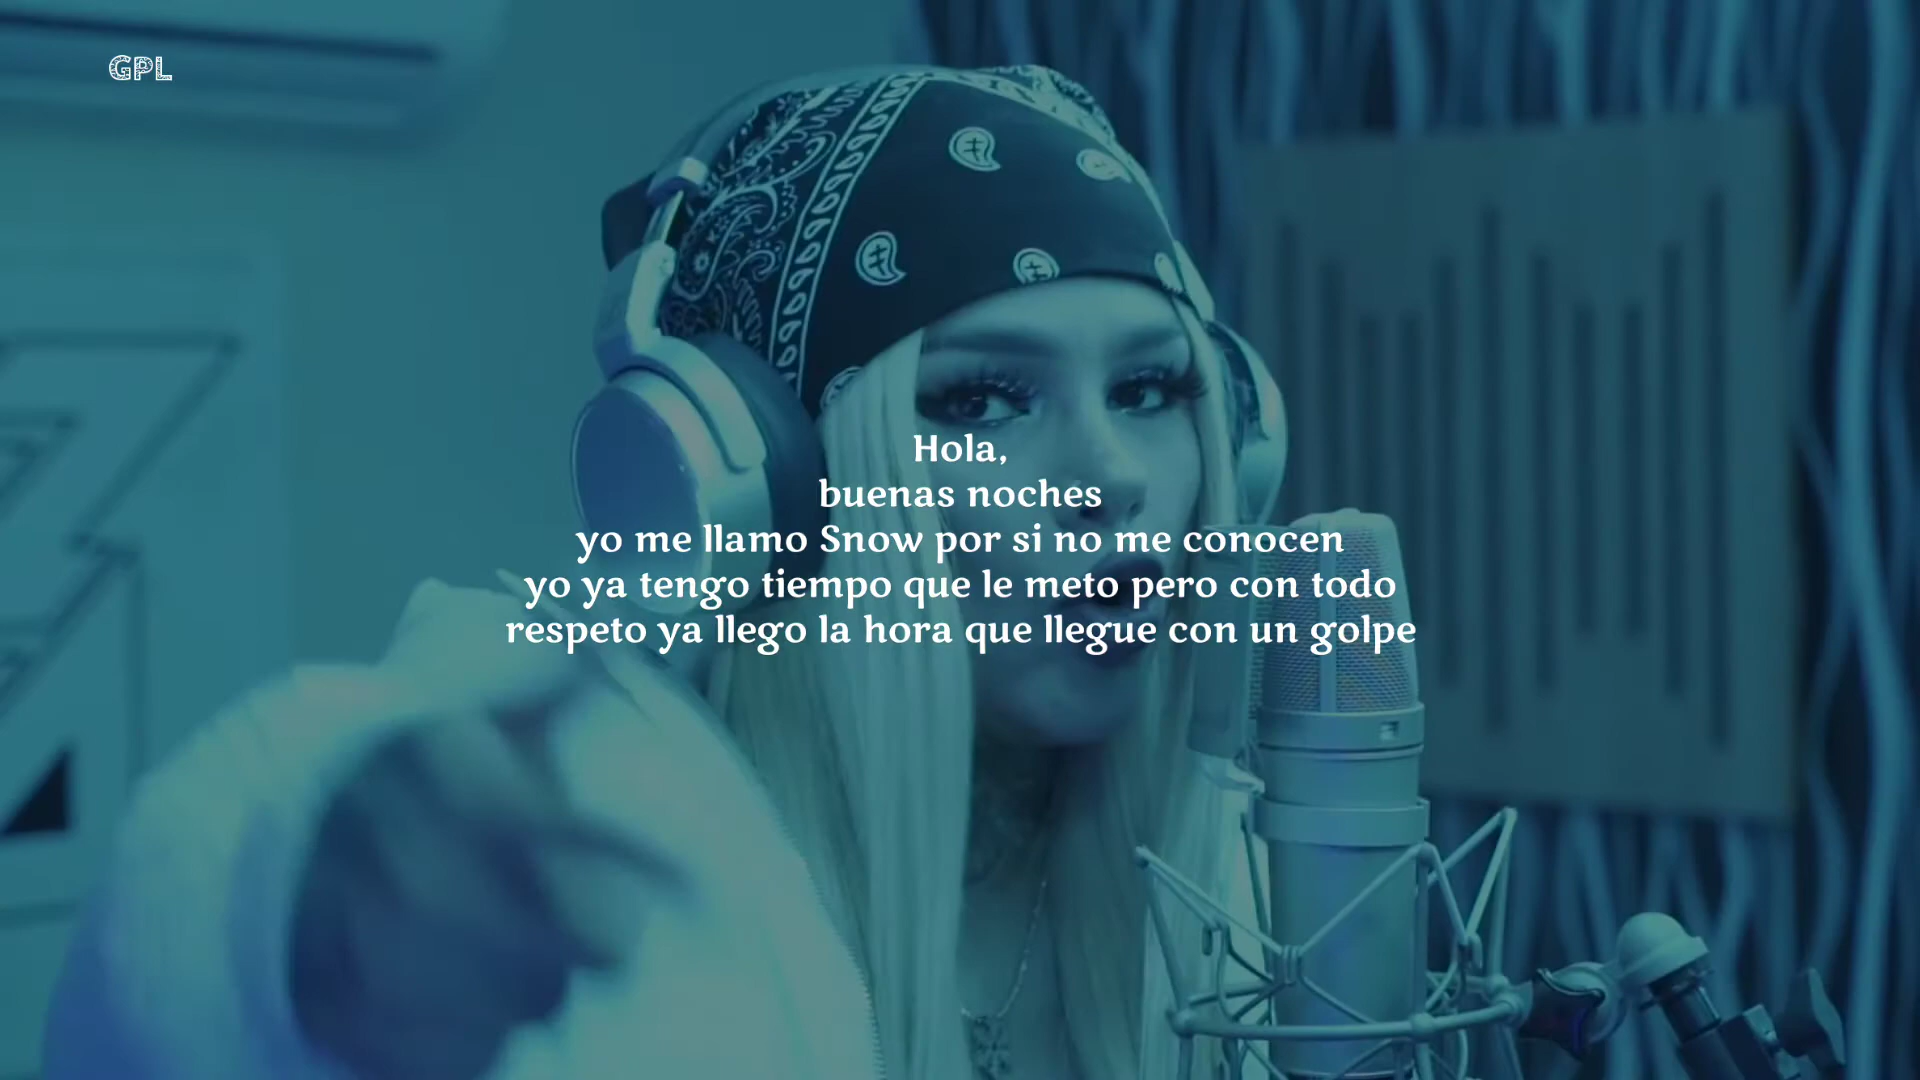 GPL
Hola,
buenas noches
yo me llamo Snow por si no me conocen
yo ya tengo tiempo que le meto pero con todo
respeto ya llego la hora que llegue con un golpe